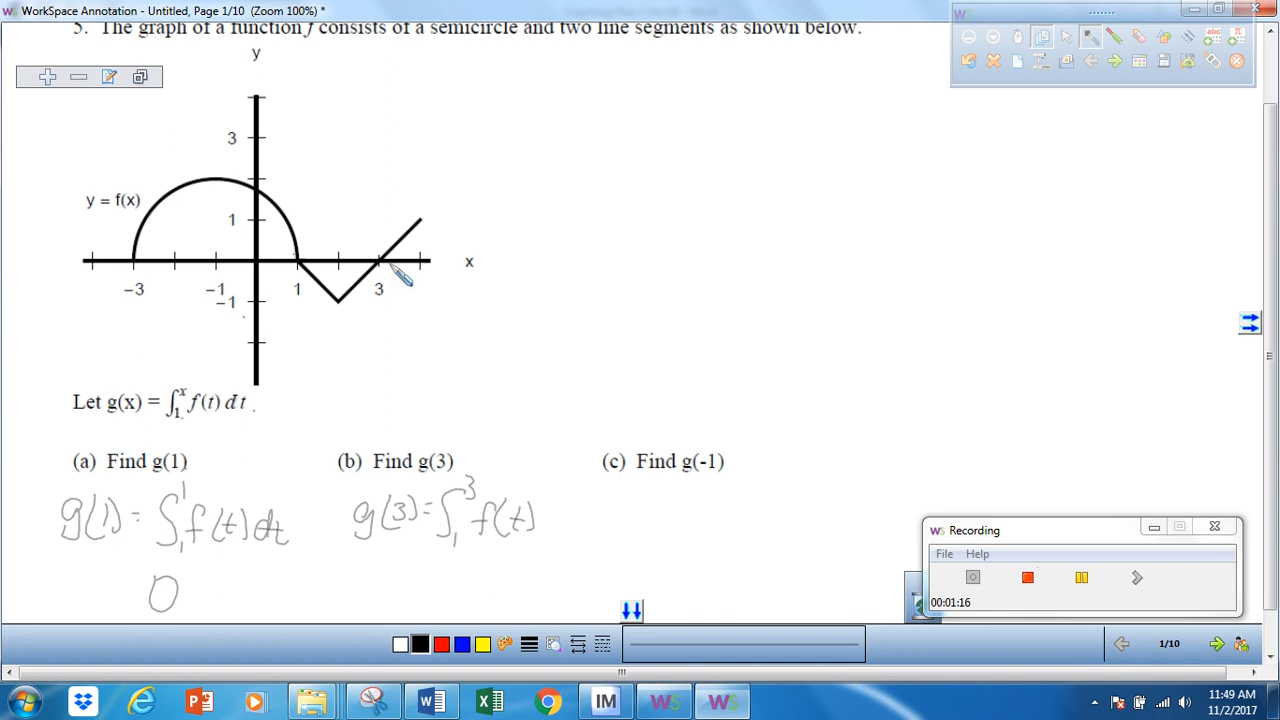 WorkSpace Annotation - Untitled, Page 1/10 (Zoom 100%) *
5. The graph of a function f consists of a semicircle and two line segments as shown below.
y
3
y = f(x)
1
x
−3
−1
1
3
−1
Let g(x) = ∫₁ˣ f(t) dt
(a) Find g(1)
(b) Find g(3)
(c) Find g(-1)
g(1) = ∫₁¹ f(t) dt
g(3) = ∫₁³ f(t)
0
WS Recording
File Help
00:01:16
1/10
11:49 AM
11/2/2017